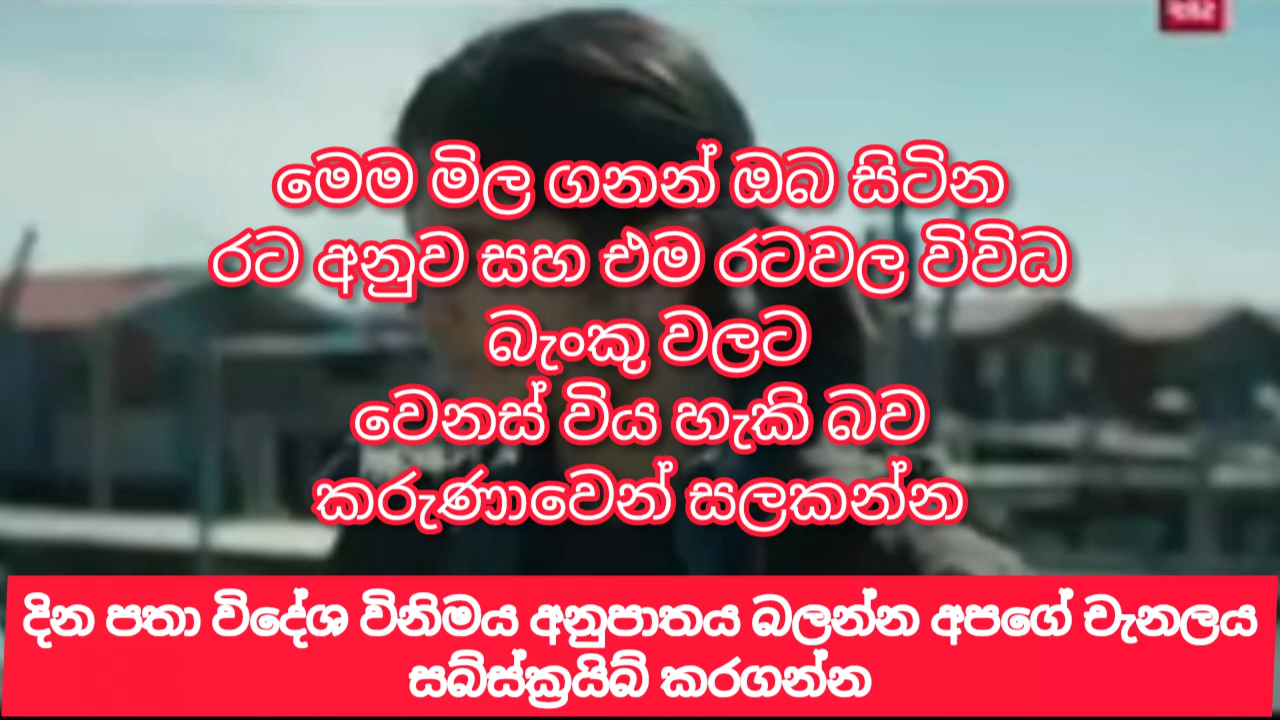 මෙම මිල ගනන් ඔබ සිටින
රට අනුව සහ එම රටවල විවිධ
බැංකු වලට
වෙනස් විය හැකි බව
කරුණාවෙන් සලකන්න
දින පතා විදේශ විනිමය අනුපාතය බලන්න අපගේ චැනලය
සබ්ස්ක්‍රයිබ් කරගන්න